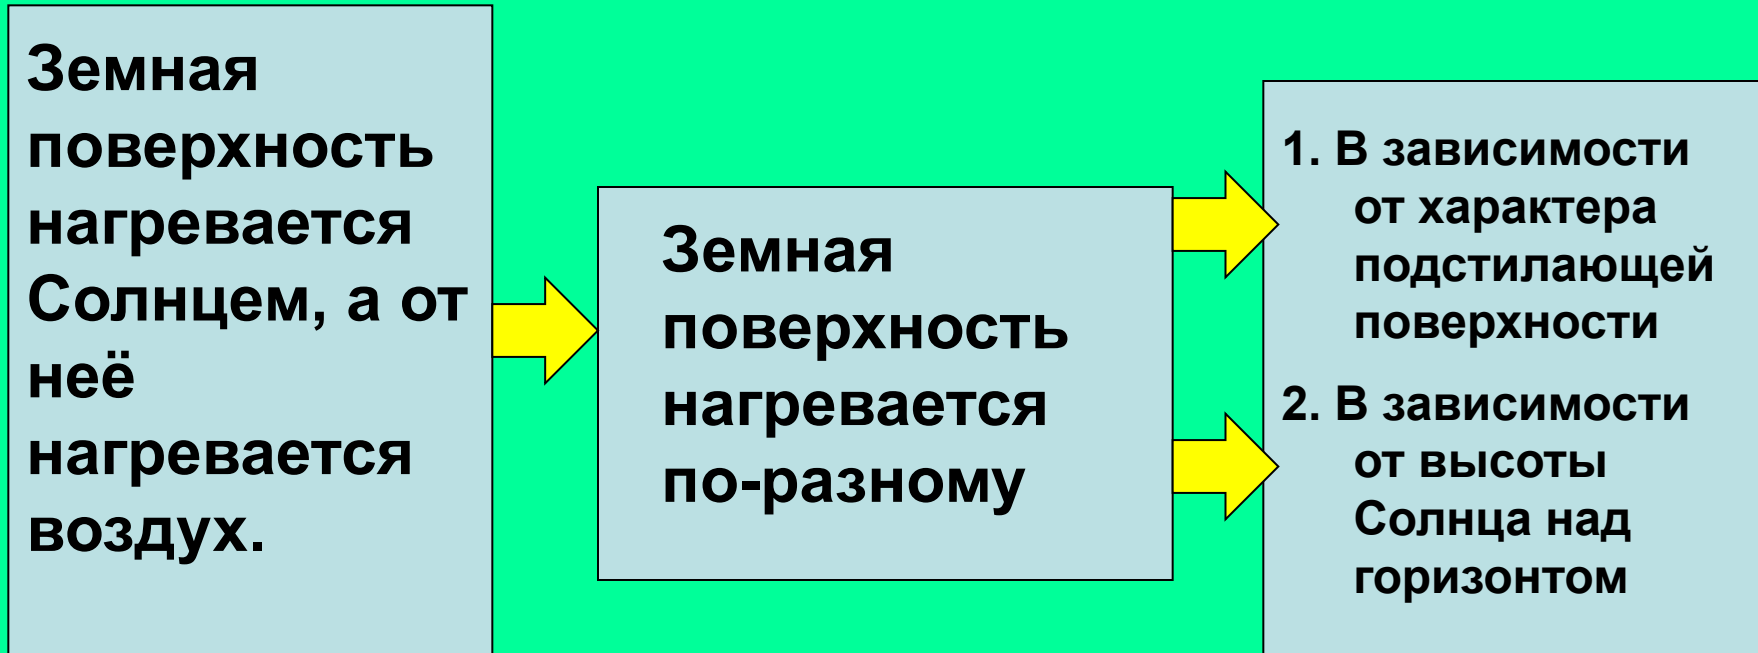 Земная
поверхность
нагревается
Солнцем, а от
неё
нагревается
воздух.
Земная
поверхность
нагревается
по-разному
1. В зависимости
от характера
подстилающей
поверхности
2. В зависимости
от высоты
Солнца над
горизонтом